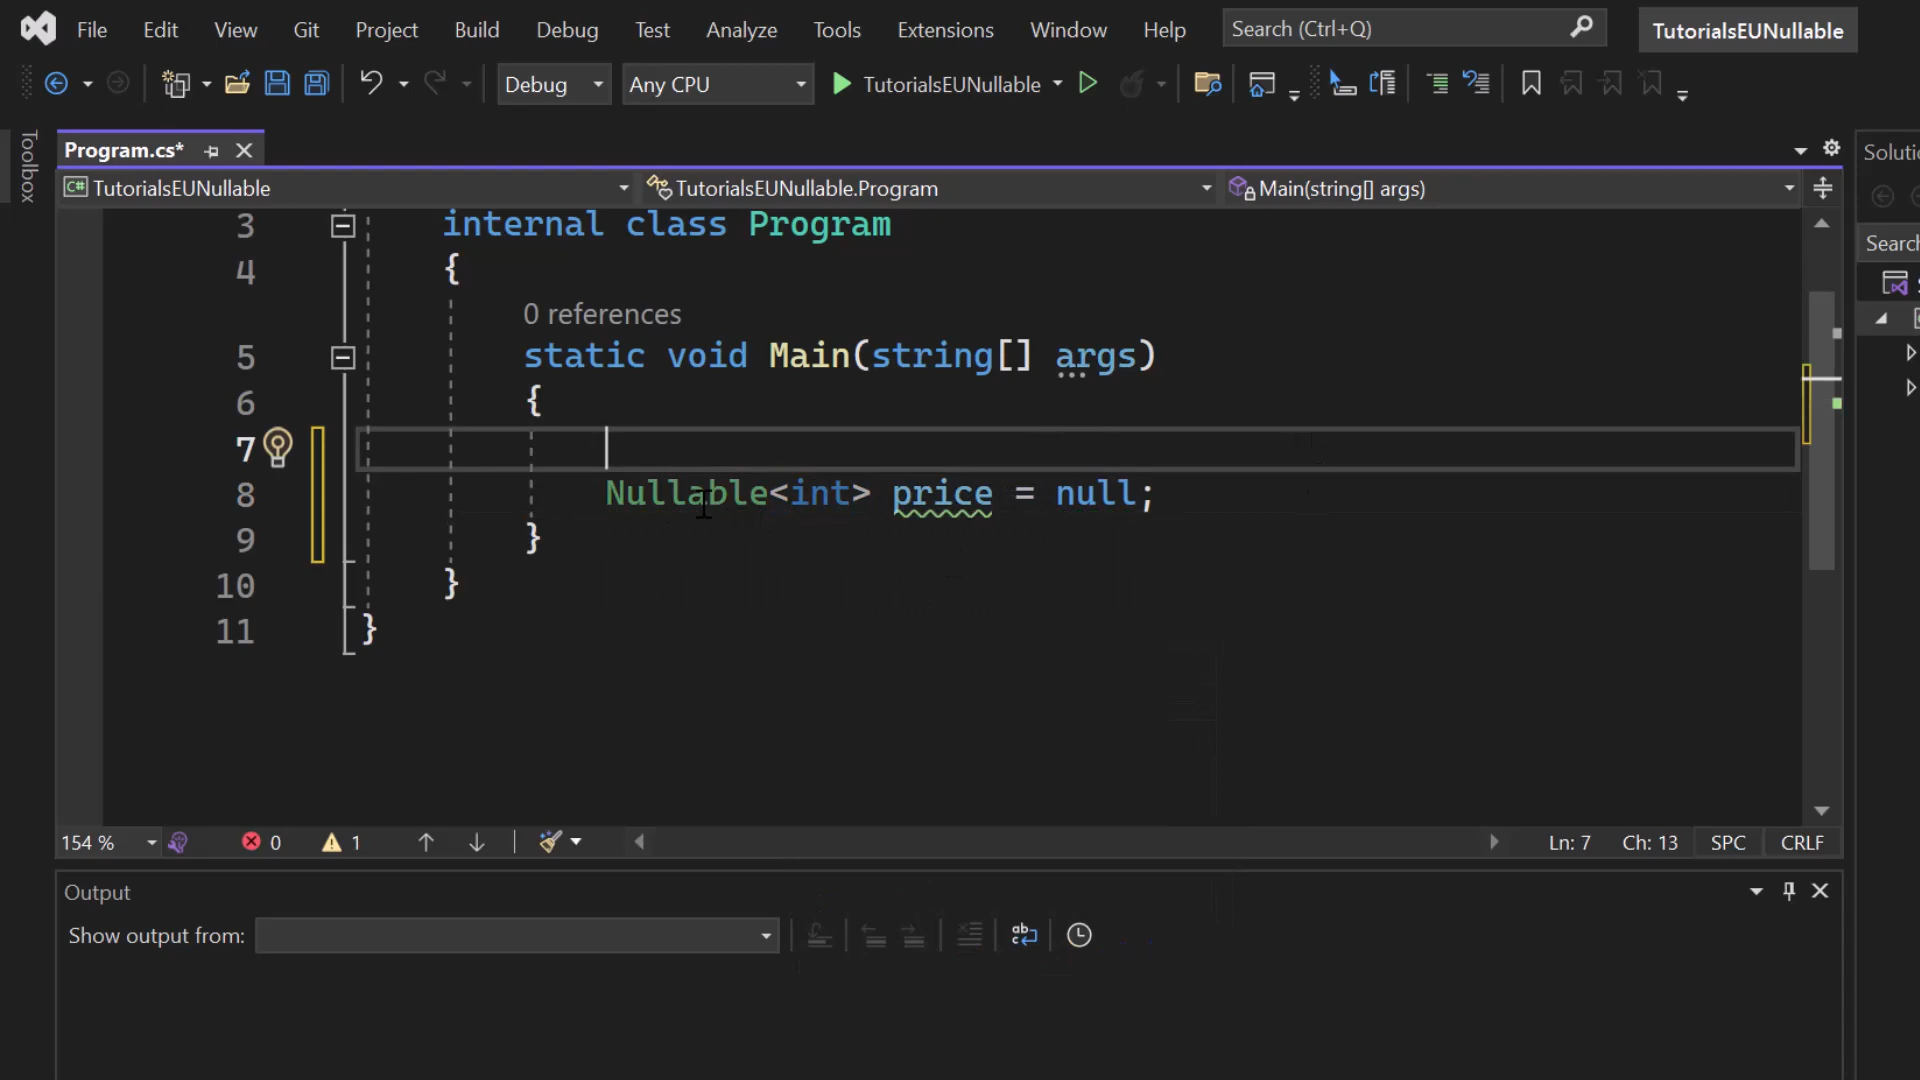 File Edit View Git Project Build Debug Test Analyze Tools Extensions Window Help Search (Ctrl+Q) TutorialsEUNullable
Debug Any CPU TutorialsEUNullable
Toolbox
Program.cs*
TutorialsEUNullable TutorialsEUNullable.Program Main(string[] args)
3 internal class Program
4 {
0 references
5 static void Main(string[] args)
6 {
7
8 Nullable<int> price = null;
9 }
10 }
11 }
154 % 0 1 Ln: 7 Ch: 13 SPC CRLF
Output
Show output from:
Soluti
Search